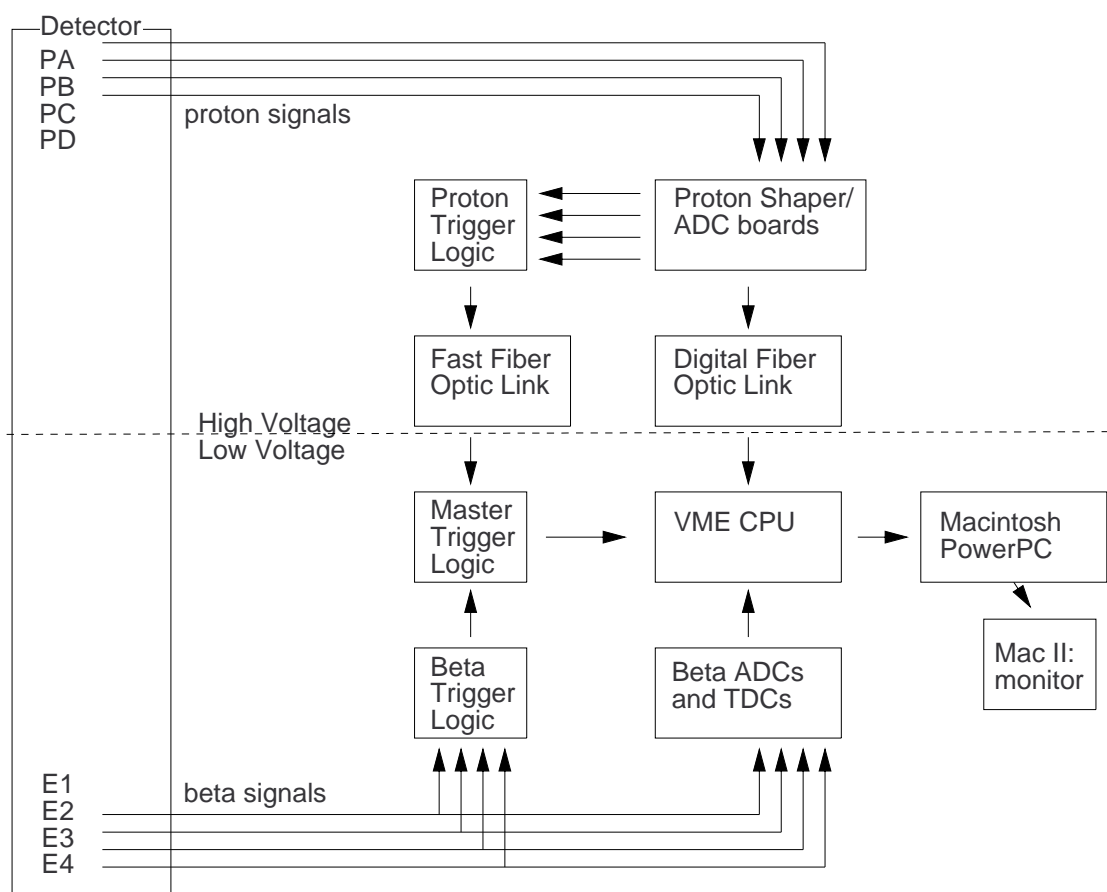 Detector
PA
PB
PC
PD
proton signals
Proton
Trigger
Logic
Proton Shaper/
ADC boards
Fast Fiber
Optic Link
Digital Fiber
Optic Link
High Voltage
Low Voltage
Master
Trigger
Logic
VME CPU
Macintosh
PowerPC
Beta
Trigger
Logic
Beta ADCs
and TDCs
Mac II:
monitor
E1
E2
E3
E4
beta signals